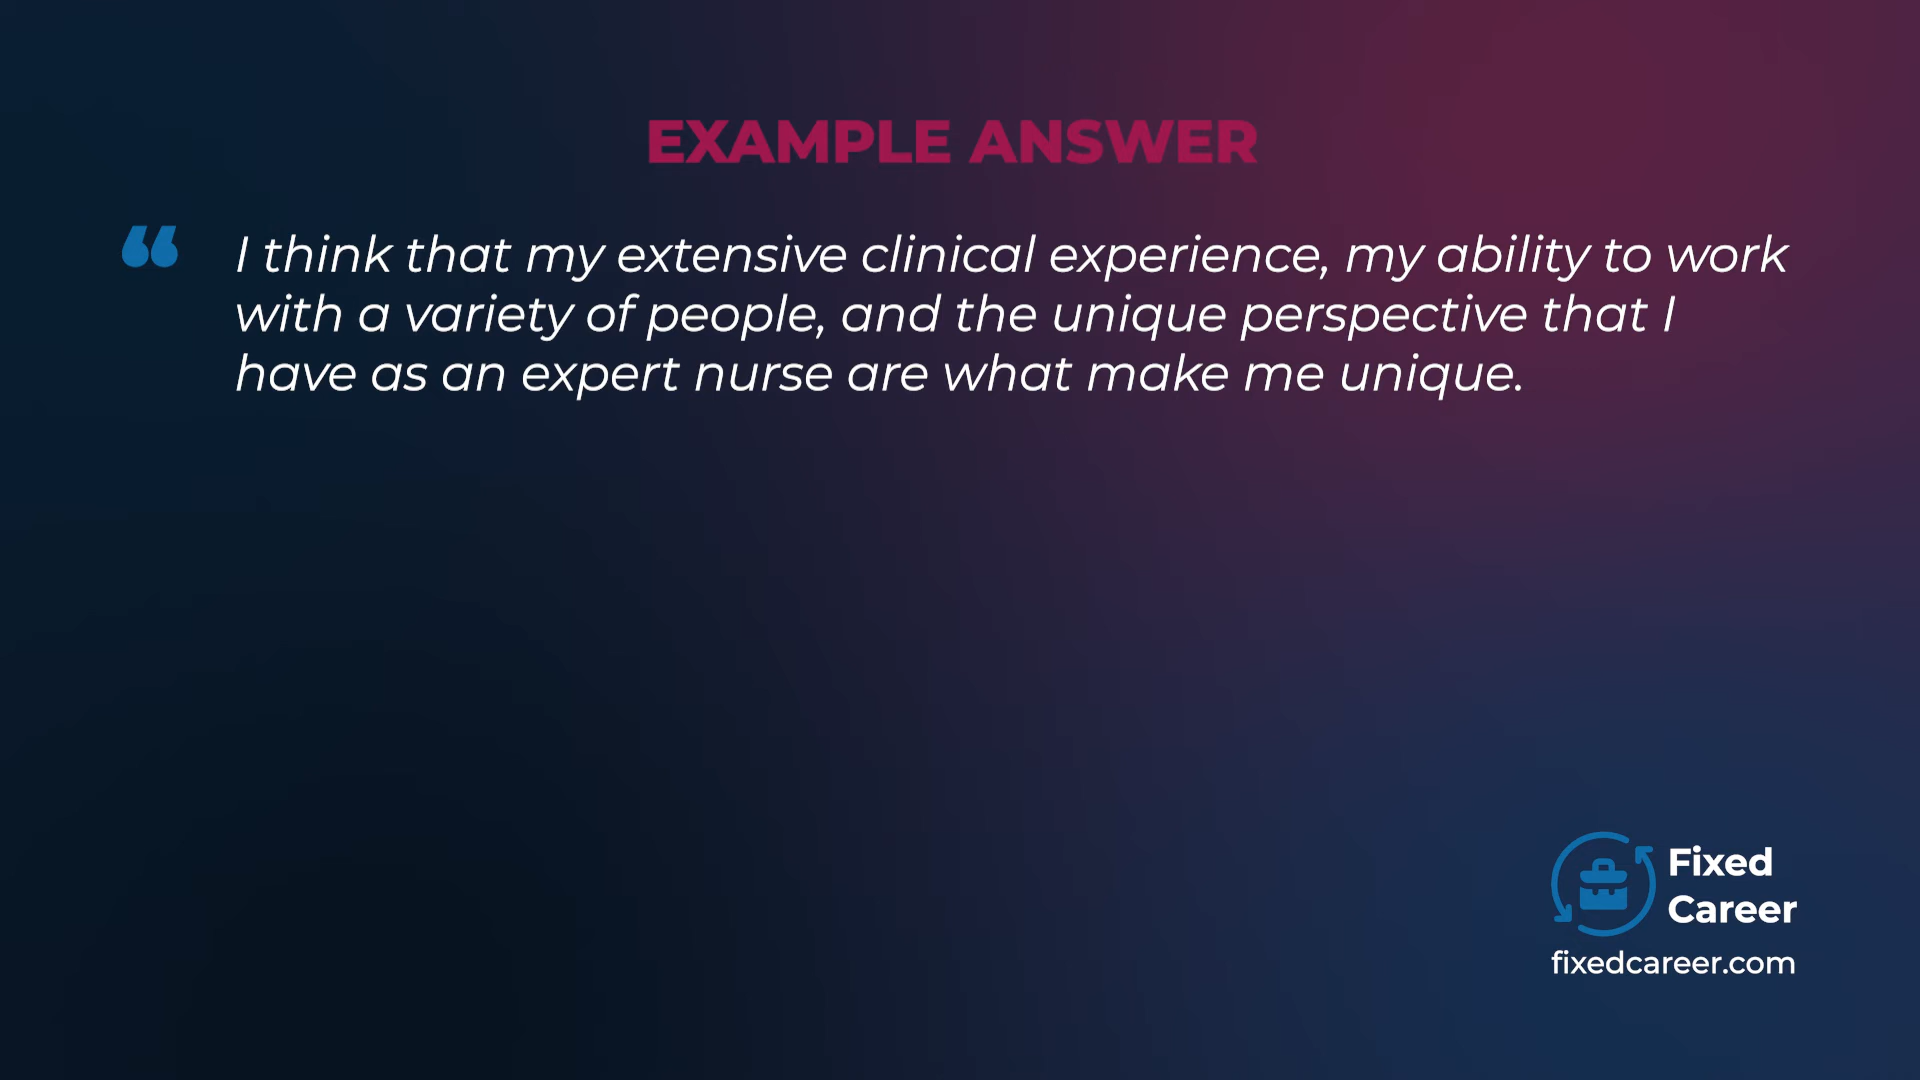 EXAMPLE ANSWER
“ I think that my extensive clinical experience, my ability to work
with a variety of people, and the unique perspective that I
have as an expert nurse are what make me unique.
Fixed
Career
fixedcareer.com